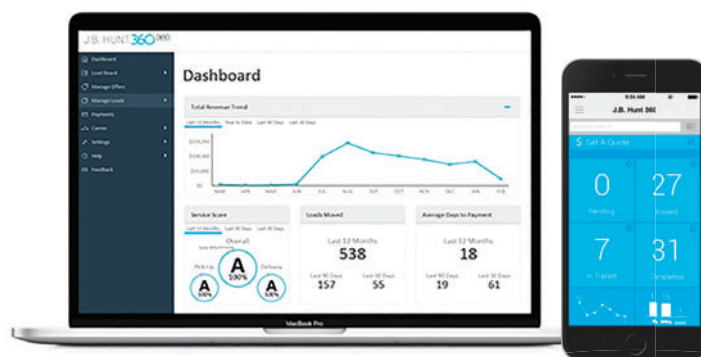 J.B. HUNT 360
Dashboard
Load Board
Manage Offers
Manage Loads
Payments
Carrier
Settings
Help
Feedback
Dashboard
Total Revenue Trend
Last 12 Months Year to Date Last 90 Days Last 30 Days
$0
MAR APR MAY JUN JUL AUG SEP OCT NOV DEC JAN FEB
Service Score
Last 12 Months Last 90 Days Last 30 Days
Overall
A
100%
Pick Up
A
100%
Delivery
A
100%
Loads Moved
Last 12 Months
538
Last 90 Days
157
Last 30 Days
55
Average Days to Payment
Last 12 Months
18
Last 90 Days
19
Last 30 Days
61
MacBook Pro
9:04 AM
J.B. Hunt 360
$ Get A Quote
0
Pending
27
Booked
7
In Transit
31
Completed